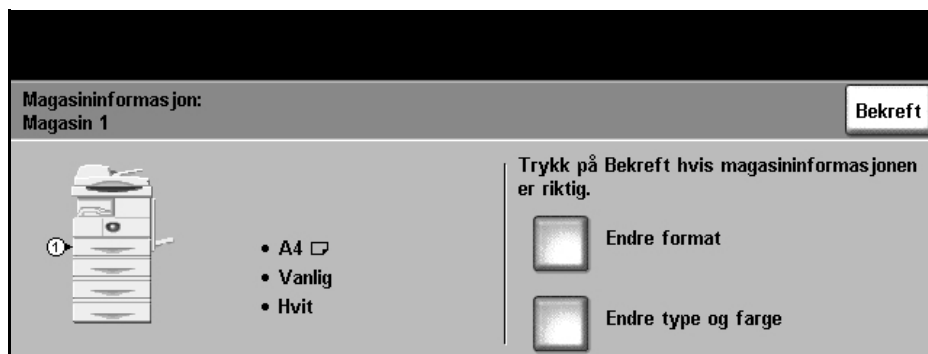 Magasininformasjon:
Magasin 1
Bekreft
1
• A4
• Vanlig
• Hvit
Trykk på Bekreft hvis magasininformasjonen
er riktig.
Endre format
Endre type og farge